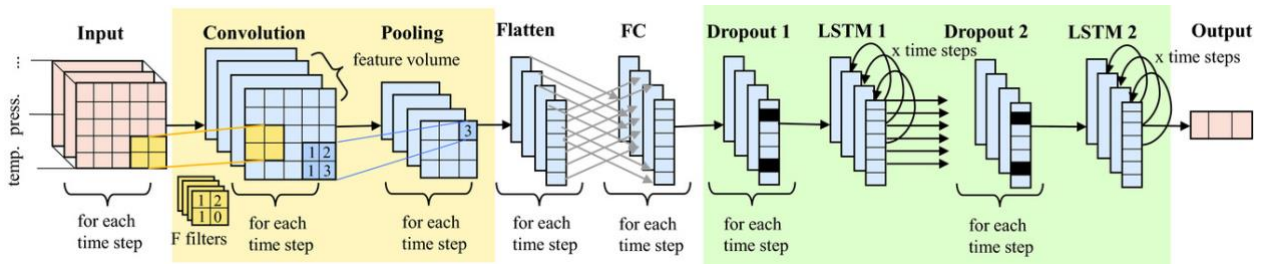 Input
Convolution
Pooling
Flatten
FC
Dropout 1
LSTM 1
Dropout 2
LSTM 2
Output
...
press.
temp.
feature volume
x time steps
x time steps
3
1 2
1 3
1 2
1 0
F filters
for each
time step
for each
time step
for each
time step
for each
time step
for each
time step
for each
time step
for each
time step